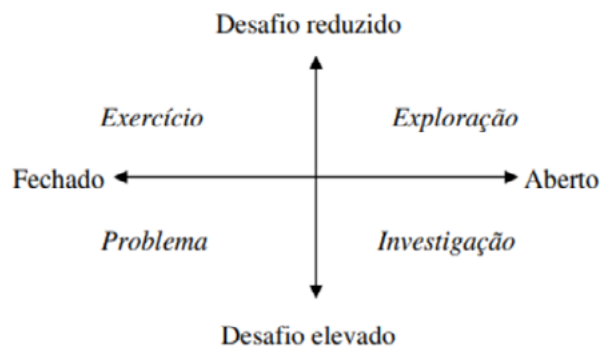 Desafio reduzido
Exercício
Exploração
Fechado
Aberto
Problema
Investigação
Desafio elevado